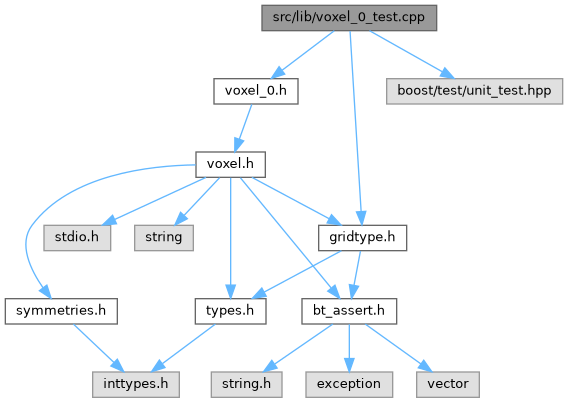 src/lib/voxel_0_test.cpp
voxel_0.h
boost/test/unit_test.hpp
voxel.h
stdio.h
string
gridtype.h
symmetries.h
types.h
bt_assert.h
inttypes.h
string.h
exception
vector